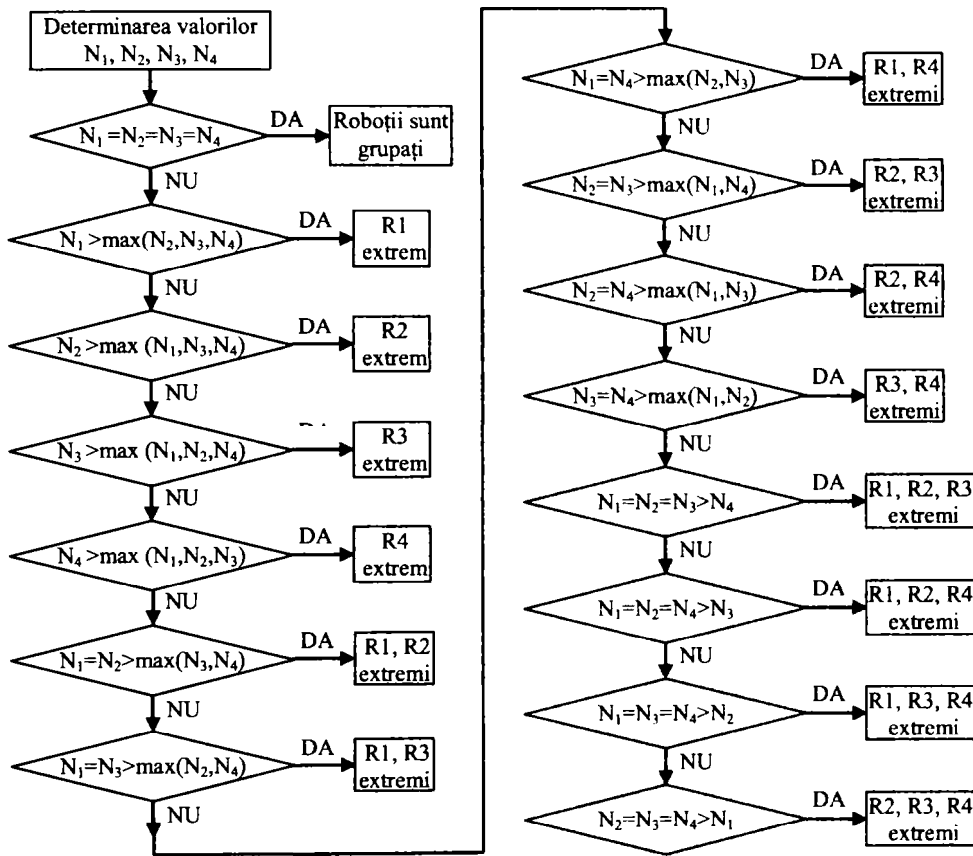 Determinarea valorilor
N₁, N₂, N₃, N₄
N₁ =N₂=N₃=N₄
DA
Roboții sunt
grupați
NU
N₁ >max(N₂,N₃,N₄)
DA
R1
extrem
NU
N₂ >max (N₁,N₃,N₄)
DA
R2
extrem
NU
N₃ >max (N₁,N₂,N₄)
R3
extrem
NU
N₄ >max (N₁,N₂,N₃)
DA
R4
extrem
NU
N₁=N₂>max(N₃,N₄)
DA
R1, R2
extremi
NU
N₁=N₃>max(N₂,N₄)
DA
R1, R3
extremi
NU
N₁=N₄>max(N₂,N₃)
DA
R1, R4
extremi
NU
N₂=N₃>max(N₁,N₄)
DA
R2, R3
extremi
NU
N₂=N₄>max(N₁,N₃)
DA
R2, R4
extremi
NU
N₃=N₄>max(N₁,N₂)
DA
R3, R4
extremi
NU
N₁=N₂=N₃>N₄
DA
R1, R2, R3
extremi
NU
N₁=N₂=N₄>N₃
DA
R1, R2, R4
extremi
NU
N₁=N₃=N₄>N₂
DA
R1, R3, R4
extremi
NU
N₂=N₃=N₄>N₁
DA
R2, R3, R4
extremi